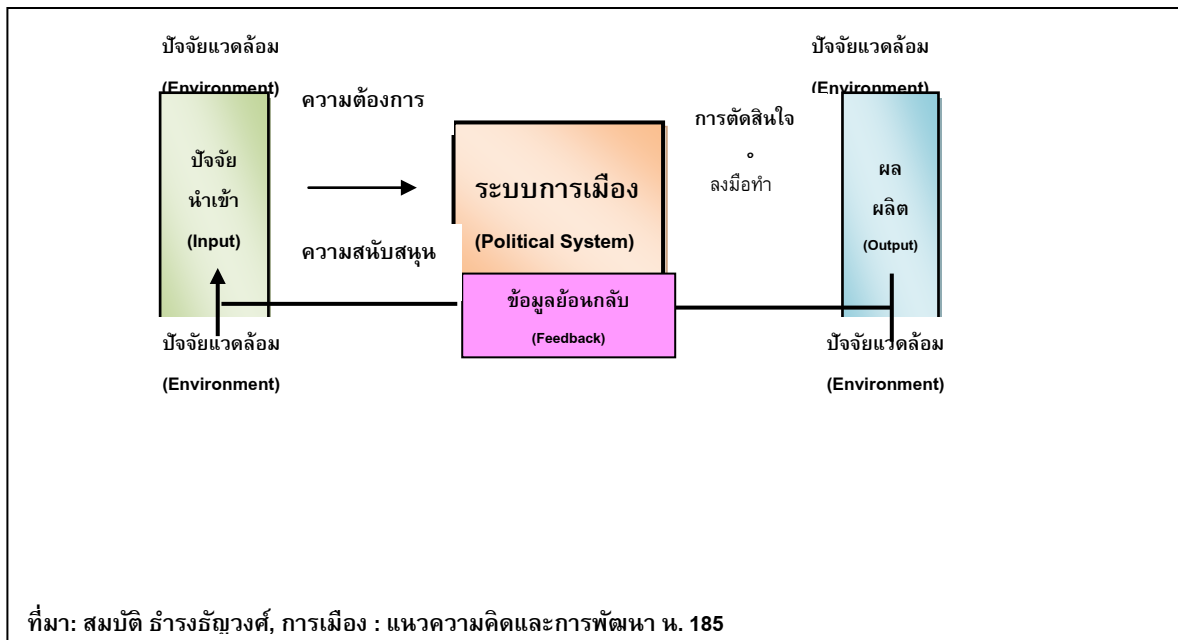 ปัจจัยแวดล้อม
(Environment)
ปัจจัยแวดล้อม
(Environment)
ความต้องการ
การตัดสินใจ
ลงมือทำ
ปัจจัย
นำเข้า
(Input)
ระบบการเมือง
(Political System)
ผล
ผลิต
(Output)
ความสนับสนุน
ข้อมูลย้อนกลับ
(Feedback)
ปัจจัยแวดล้อม
(Environment)
ปัจจัยแวดล้อม
(Environment)
ที่มา: สมบัติ ธำรงธัญวงศ์, การเมือง : แนวความคิดและการพัฒนา น. 185